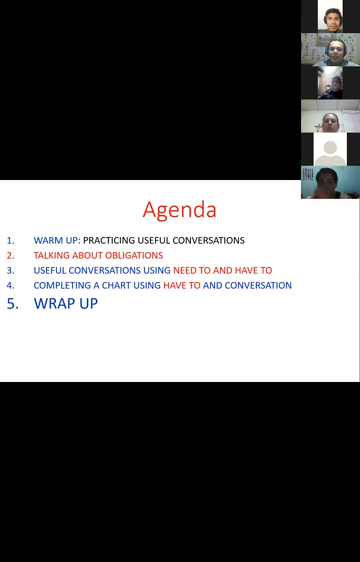 Agenda
1. WARM UP: PRACTICING USEFUL CONVERSATIONS
2. TALKING ABOUT OBLIGATIONS
3. USEFUL CONVERSATIONS USING NEED TO AND HAVE TO
4. COMPLETING A CHART USING HAVE TO AND CONVERSATION
5. WRAP UP